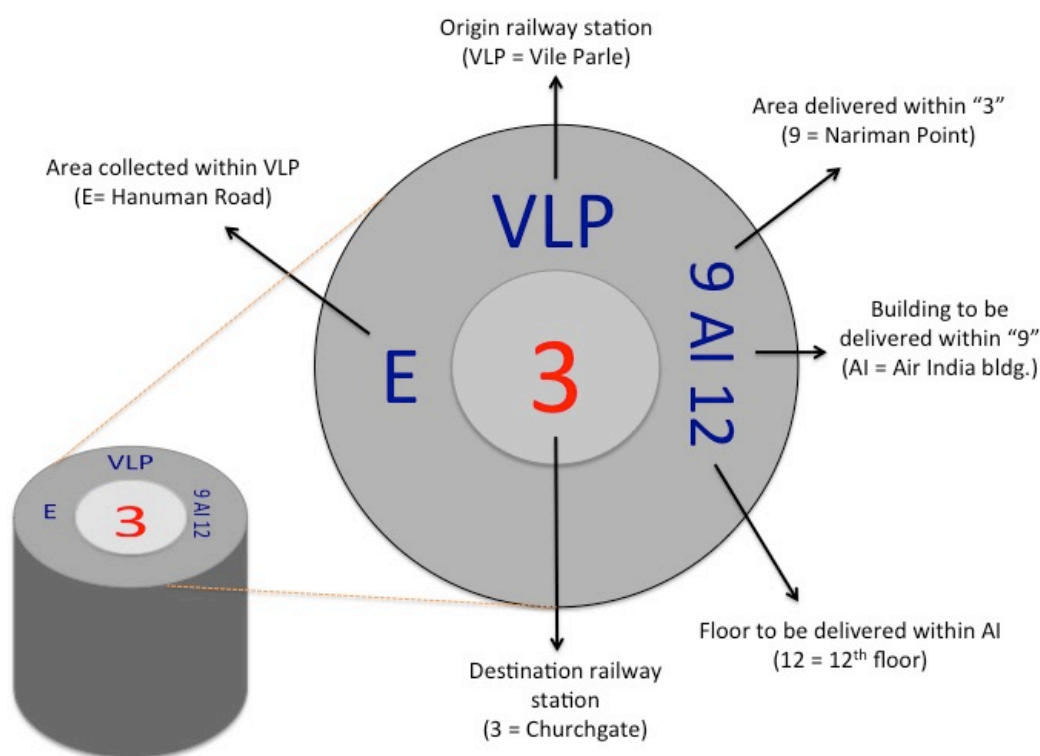 Origin railway station
(VLP = Vile Parle)
Area delivered within “3”
(9 = Nariman Point)
Area collected within VLP
(E= Hanuman Road)
VLP
9 AI 12
Building to be
delivered within “9”
(AI = Air India bldg.)
E
3
VLP
E
3
9 AI 12
Floor to be delivered within AI
(12 = 12th floor)
Destination railway
station
(3 = Churchgate)